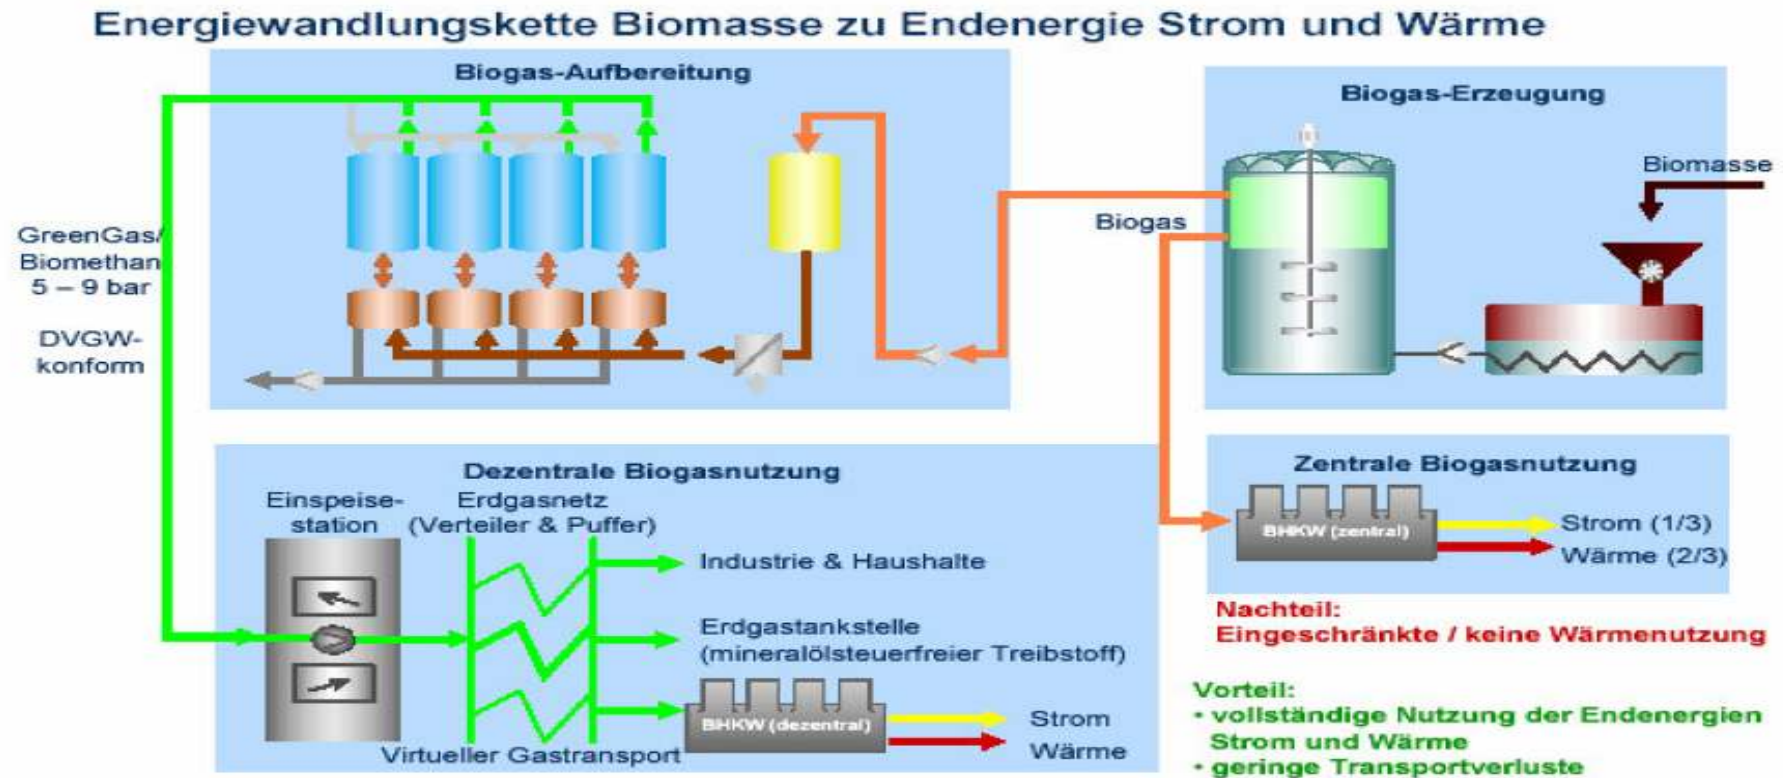 Energiewandlungskette Biomasse zu Endenergie Strom und Wärme
Biogas-Aufbereitung
Biogas-Erzeugung
Biomasse
Biogas
GreenGas/
Biomethan
5 – 9 bar
DVGW-
konform
Dezentrale Biogasnutzung
Einspeise-
station
Erdgasnetz
(Verteiler & Puffer)
Industrie & Haushalte
Erdgastankstelle
(mineralölsteuerfreier Treibstoff)
BHKW (dezentral)
Strom
Wärme
Virtueller Gastransport
Zentrale Biogasnutzung
BHKW (zentral)
Strom (1/3)
Wärme (2/3)
Nachteil:
Eingeschränkte / keine Wärmenutzung
Vorteil:
• vollständige Nutzung der Endenergien
Strom und Wärme
• geringe Transportverluste